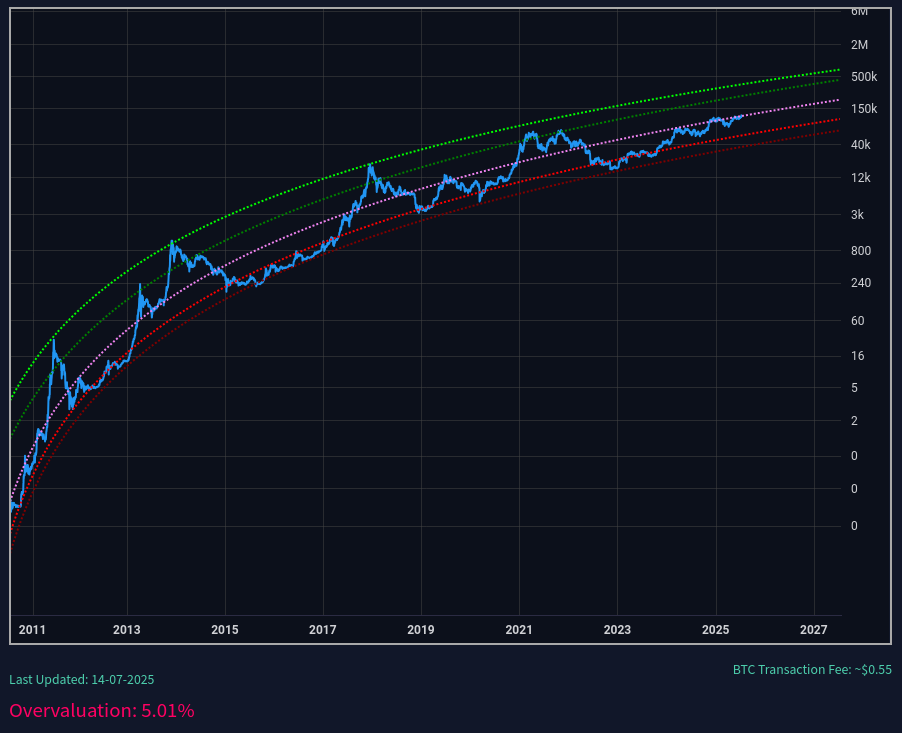 6M
2M
500k
150k
40k
12k
3k
800
240
60
16
5
2
0
0
0
2011 2013 2015 2017 2019 2021 2023 2025 2027
BTC Transaction Fee: ~$0.55
Last Updated: 14-07-2025
Overvaluation: 5.01%